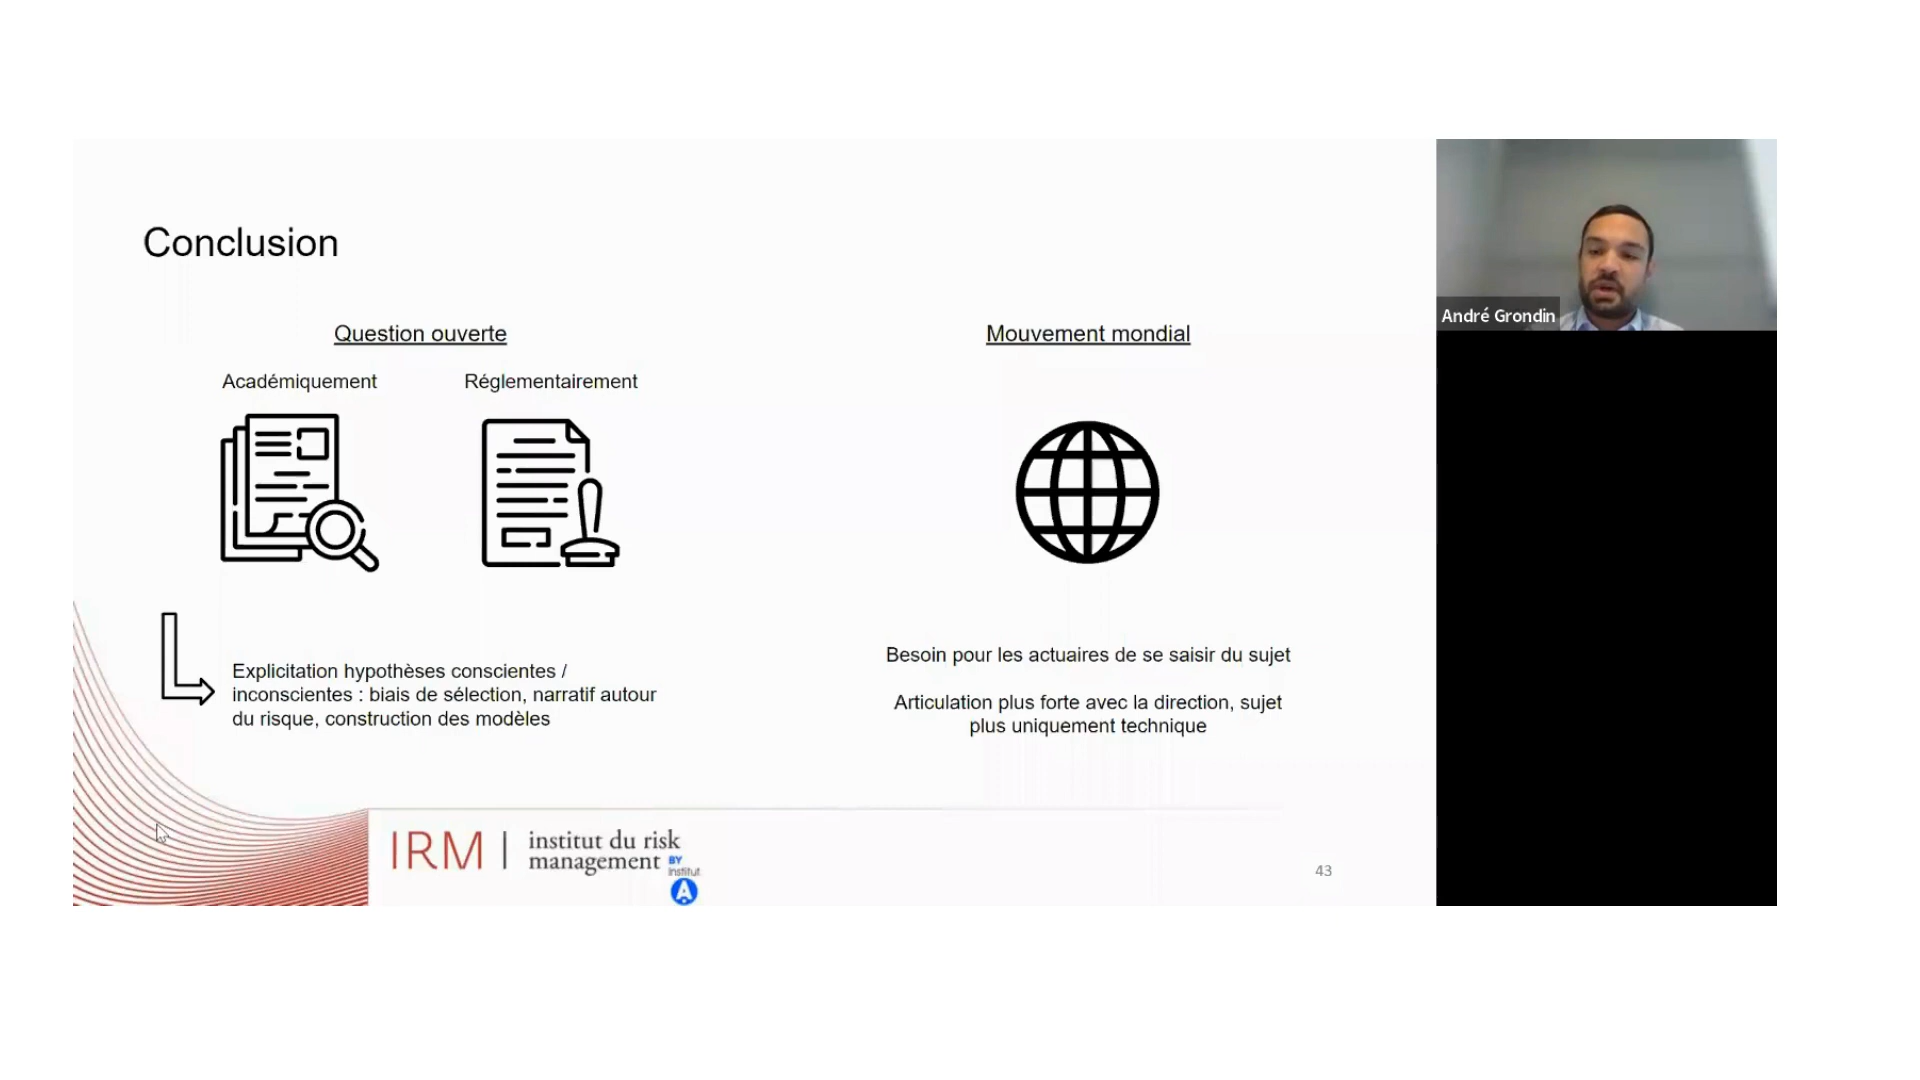 Conclusion
Question ouverte
Académiquement
Réglementairement
Explicitation hypothèses conscientes /
inconscientes : biais de sélection, narratif autour
du risque, construction des modèles
Mouvement mondial
Besoin pour les actuaires de se saisir du sujet
Articulation plus forte avec la direction, sujet
plus uniquement technique
IRM | institut du risk
management BY
Institut
A
43
André Grondin